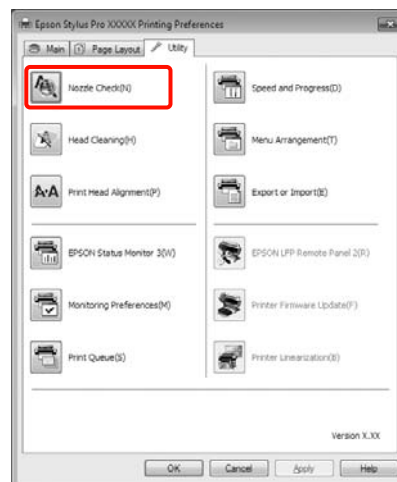 Epson Stylus Pro XXXXX Printing Preferences
Main
Page Layout
Utility
Nozzle Check(N)
Speed and Progress(D)
Head Cleaning(H)
Menu Arrangement(T)
A·A
Print Head Alignment(P)
Export or Import(E)
EPSON Status Monitor 3(W)
EPSON LFP Remote Panel 2(R)
Monitoring Preferences(M)
Printer Firmware Update(F)
Print Queue(S)
Printer Linearization(B)
Version X.XX
OK
Cancel
Apply
Help